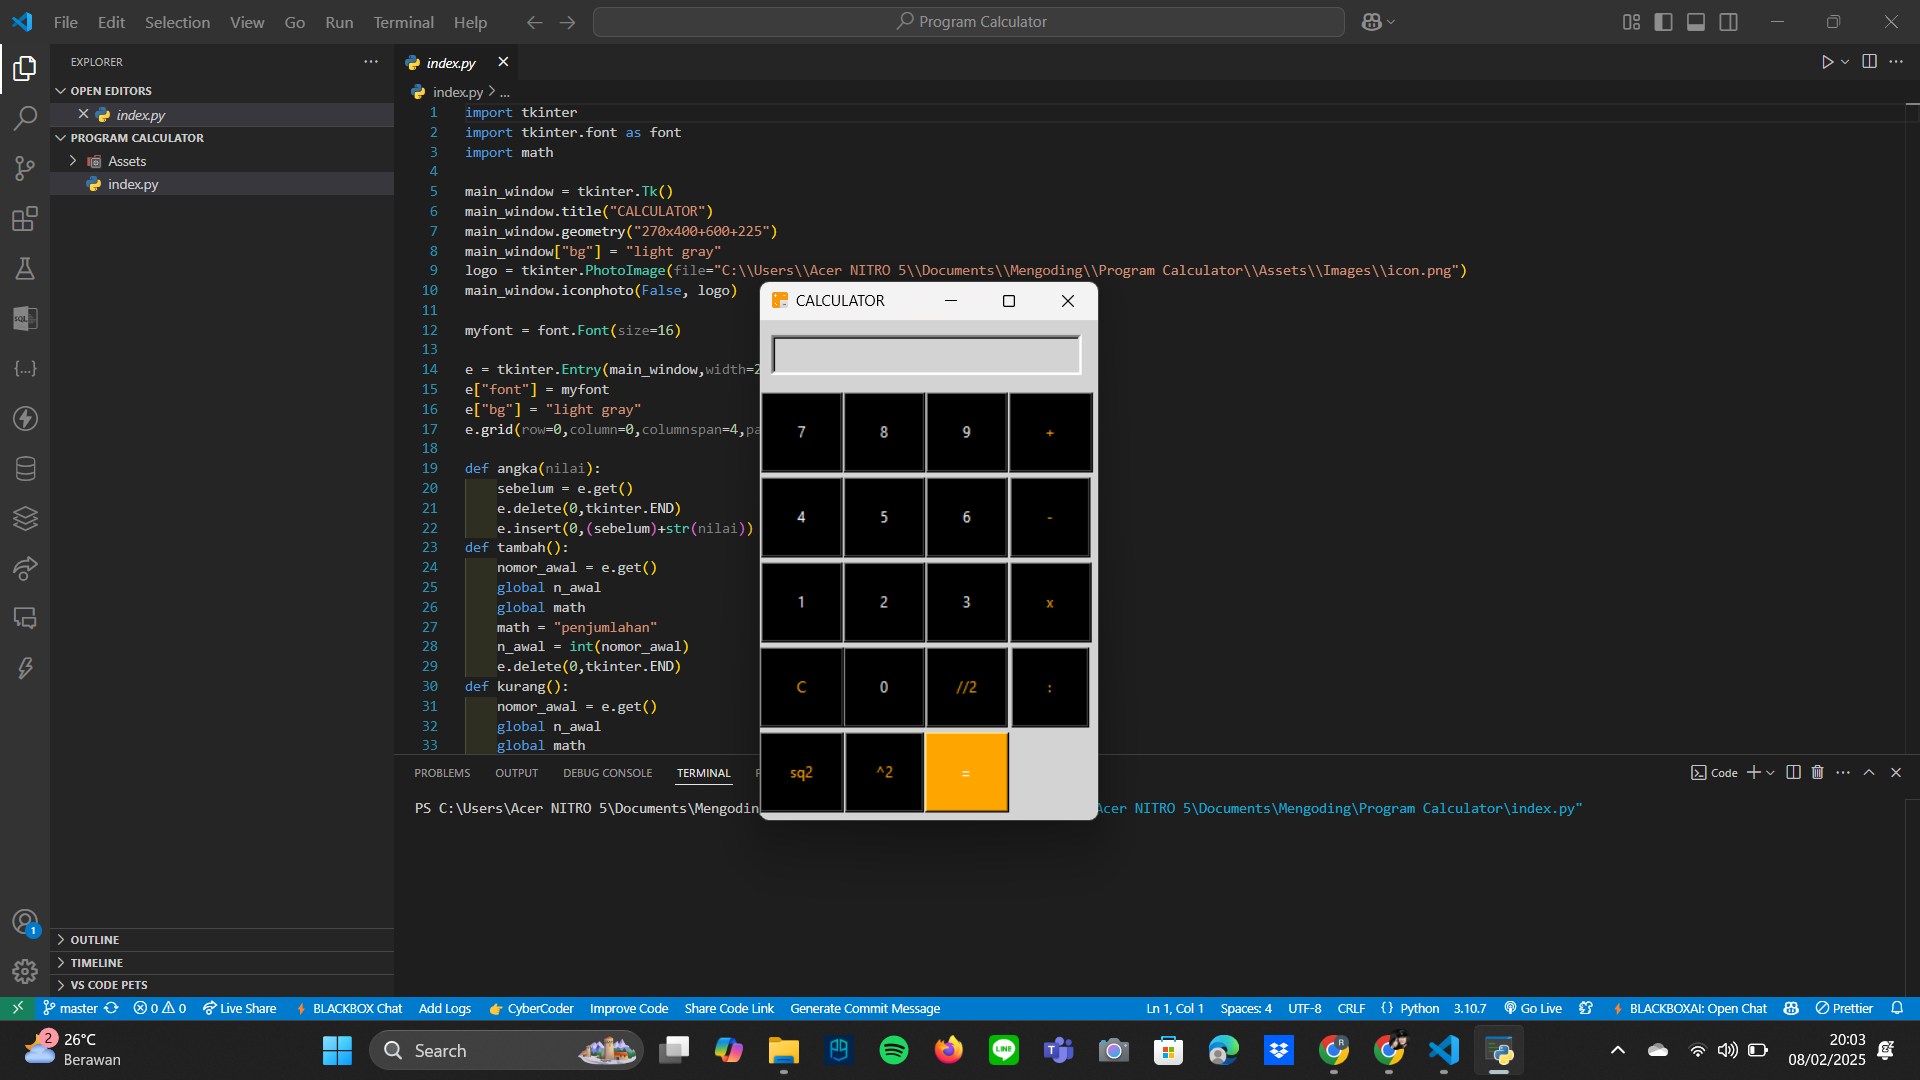 File Edit Selection View Go Run Terminal Help
Program Calculator
EXPLORER
OPEN EDITORS
index.py
PROGRAM CALCULATOR
Assets
index.py
OUTLINE
TIMELINE
VS CODE PETS
index.py
index.py > ...
1 import tkinter
2 import tkinter.font as font
3 import math
4
5 main_window = tkinter.Tk()
6 main_window.title("CALCULATOR")
7 main_window.geometry("270x400+600+225")
8 main_window["bg"] = "light gray"
9 logo = tkinter.PhotoImage(file="C:\\Users\\Acer NITRO 5\\Documents\\Mengoding\\Program Calculator\\Assets\\Images\\icon.png")
10 main_window.iconphoto(False, logo)
11
12 myfont = font.Font(size=16)
13
14 e = tkinter.Entry(main_window,width=2
15 e["font"] = myfont
16 e["bg"] = "light gray"
17 e.grid(row=0,column=0,columnspan=4,pa
18
19 def angka(nilai):
20 sebelum = e.get()
21 e.delete(0,tkinter.END)
22 e.insert(0,(sebelum)+str(nilai))
23 def tambah():
24 nomor_awal = e.get()
25 global n_awal
26 global math
27 math = "penjumlahan"
28 n_awal = int(nomor_awal)
29 e.delete(0,tkinter.END)
30 def kurang():
31 nomor_awal = e.get()
32 global n_awal
33 global math
CALCULATOR
7 8 9 +
4 5 6 -
1 2 3 x
C 0 //2 :
sq2 ^2 =
PROBLEMS OUTPUT DEBUG CONSOLE TERMINAL
Code
PS C:\Users\Acer NITRO 5\Documents\Mengodin
Acer NITRO 5\Documents\Mengoding\Program Calculator\index.py"
1
master 0 0 Live Share BLACKBOX Chat Add Logs CyberCoder Improve Code Share Code Link Generate Commit Message
Ln 1, Col 1 Spaces: 4 UTF-8 CRLF {} Python 3.10.7 Go Live BLACKBOXAI: Open Chat Prettier
2
26°C
Berawan
Search
LINE
20:03
08/02/2025